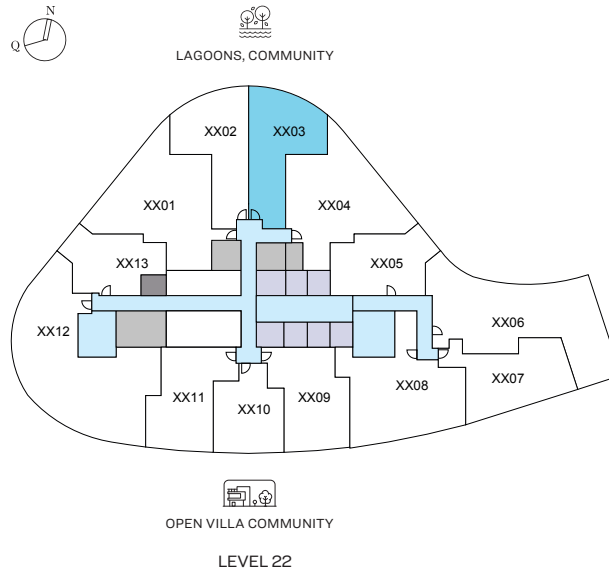 N
Q
LAGOONS, COMMUNITY
XX02
XX03
XX01
XX04
XX13
XX05
XX12
XX06
XX07
XX08
XX11
XX10
XX09
OPEN VILLA COMMUNITY
LEVEL 22